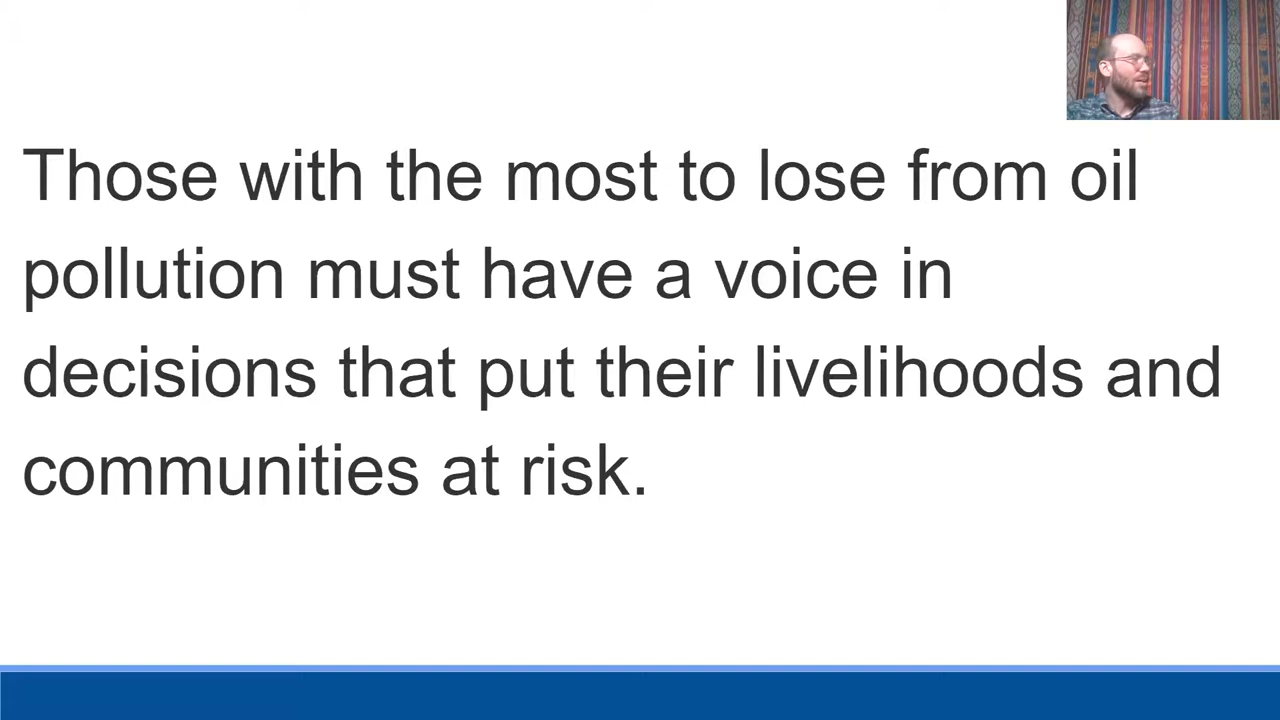 Those with the most to lose from oil
pollution must have a voice in
decisions that put their livelihoods and
communities at risk.